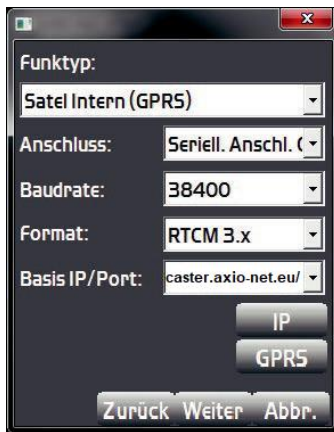 Funktyp:
Satel Intern (GPRS)
Anschluss: Seriell. Anschl.
Baudrate: 38400
Format: RTCM 3.x
Basis IP/Port: caster.axio-net.eu/
IP
GPRS
Zurück Weiter Abbr.